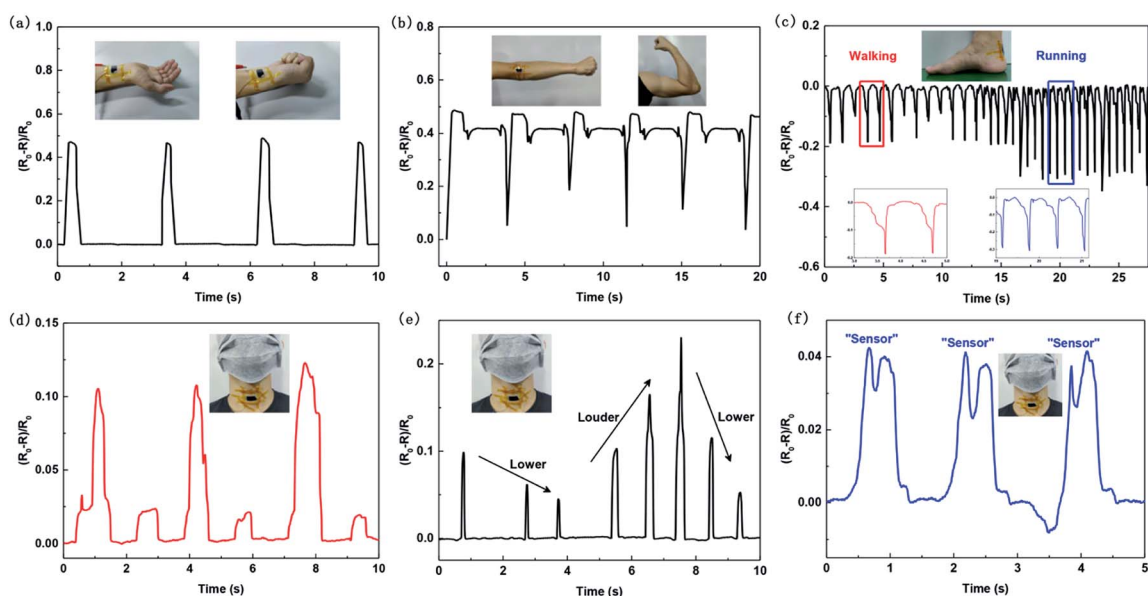 (a)
1.0
0.8
0.6
0.4
0.2
0.0
(R₀-R)/R₀
0 2 4 6 8 10
Time (s)
(b)
0.8
0.6
0.4
0.2
0.0
(R₀-R)/R₀
0 5 10 15 20
Time (s)
(c)
0.2
0.0
-0.2
-0.4
-0.6
(R₀-R)/R₀
Walking
Running
0 5 10 15 20 25
Time (s)
(d)
0.15
0.10
0.05
0.00
(R₀-R)/R₀
0 2 4 6 8 10
Time (s)
(e)
0.2
0.1
0.0
(R₀-R)/R₀
Lower
Louder
Lower
0 2 4 6 8 10
Time (s)
(f)
0.04
0.02
0.00
(R₀-R)/R₀
"Sensor"
"Sensor"
"Sensor"
0 1 2 3 4 5
Time (s)